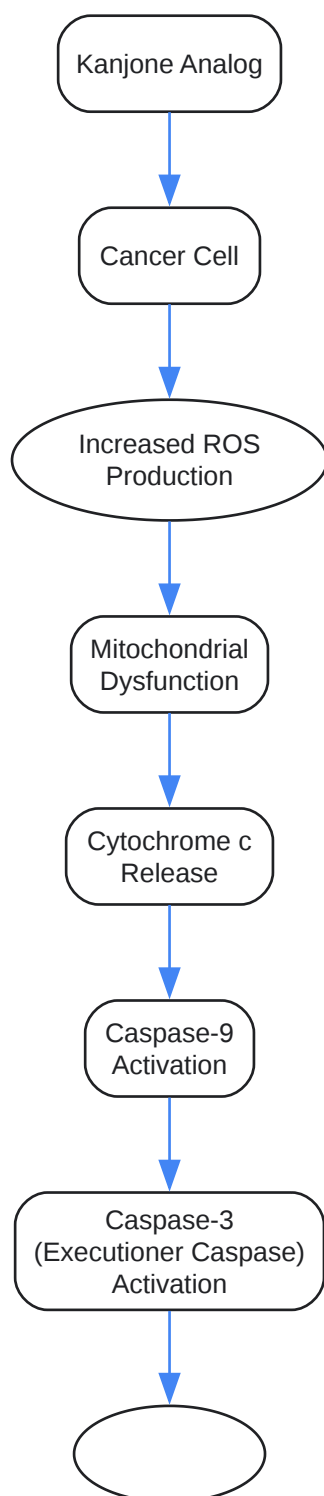 Kanjone Analog
Cancer Cell
Increased ROS
Production
Mitochondrial
Dysfunction
Cytochrome c
Release
Caspase-9
Activation
Caspase-3
(Executioner Caspase)
Activation